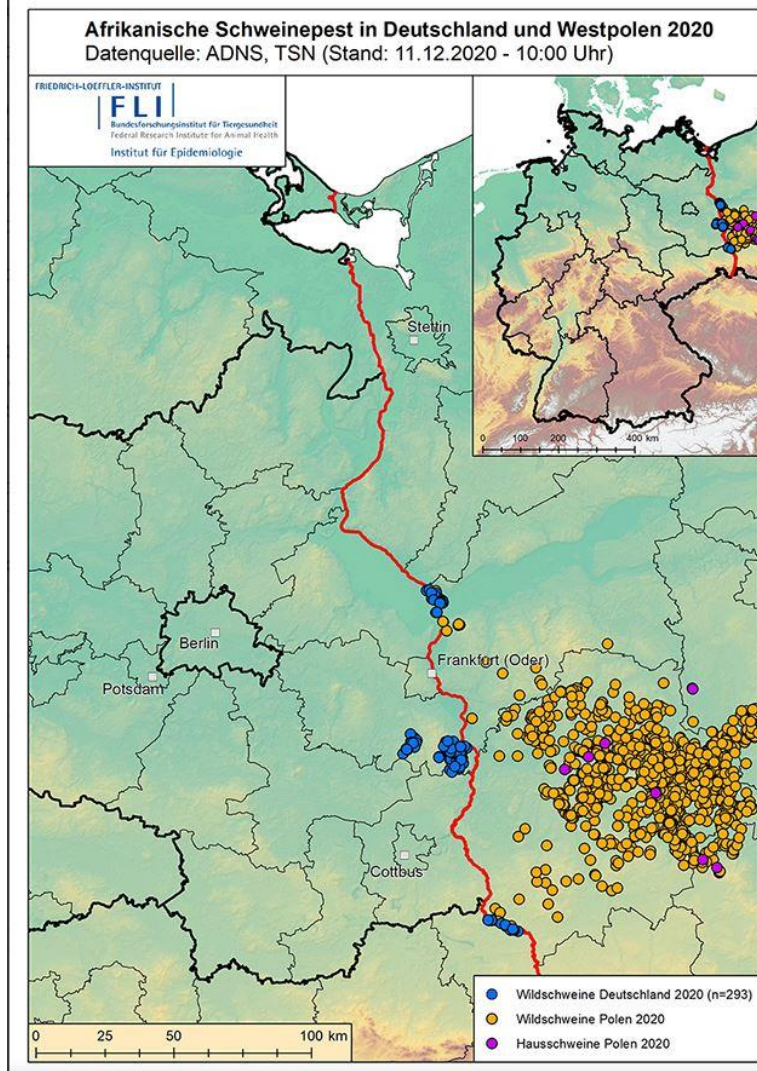 Afrikanische Schweinepest in Deutschland und Westpolen 2020
Datenquelle: ADNS, TSN (Stand: 11.12.2020 - 10:00 Uhr)
FRIEDRICH-LOEFFLER-INSTITUT
FLI
Bundesforschungsinstitut für Tiergesundheit
Federal Research Institute for Animal Health
Institut für Epidemiologie
0 100 200 400 km
Stettin
Berlin
Potsdam
Frankfurt (Oder)
Cottbus
Wildschweine Deutschland 2020 (n=293)
Wildschweine Polen 2020
Hausschweine Polen 2020
0 25 50 100 km